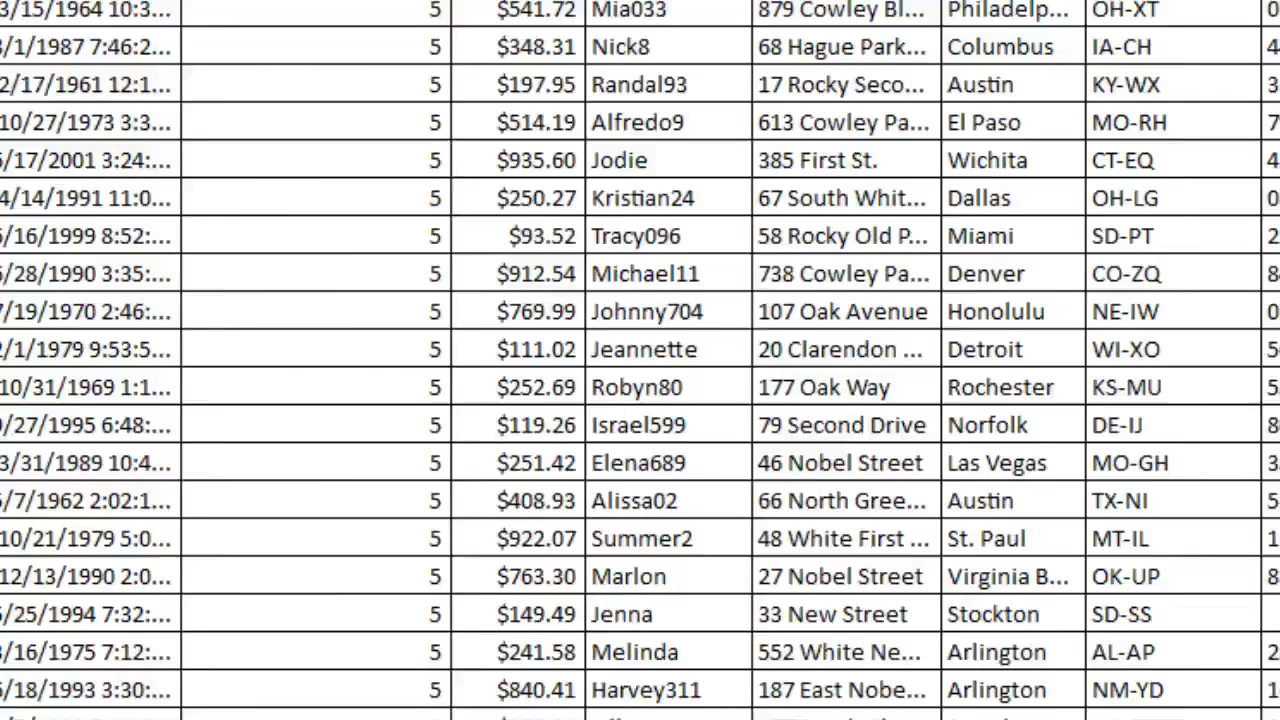 3/15/1964 10:3... 5 $541.72 Mia033 879 Cowley Bl... Philadelp... OH-XT 0
/1/1987 7:46:2... 5 $348.31 Nick8 68 Hague Park... Columbus IA-CH 4
2/17/1961 12:1... 5 $197.95 Randal93 17 Rocky Seco... Austin KY-WX 3
10/27/1973 3:3... 5 $514.19 Alfredo9 613 Cowley Pa... El Paso MO-RH 7
/17/2001 3:24:... 5 $935.60 Jodie 385 First St. Wichita CT-EQ 4
4/14/1991 11:0... 5 $250.27 Kristian24 67 South Whit... Dallas OH-LG 0
/16/1999 8:52:... 5 $93.52 Tracy096 58 Rocky Old P... Miami SD-PT 2
/28/1990 3:35:... 5 $912.54 Michael11 738 Cowley Pa... Denver CO-ZQ 8
/19/1970 2:46:... 5 $769.99 Johnny704 107 Oak Avenue Honolulu NE-IW 0
/1/1979 9:53:5... 5 $111.02 Jeannette 20 Clarendon ... Detroit WI-XO 5
10/31/1969 1:1... 5 $252.69 Robyn80 177 Oak Way Rochester KS-MU 5
/27/1995 6:48:... 5 $119.26 Israel599 79 Second Drive Norfolk DE-IJ 8
3/31/1989 10:4... 5 $251.42 Elena689 46 Nobel Street Las Vegas MO-GH 3
/7/1962 2:02:1... 5 $408.93 Alissa02 66 North Gree... Austin TX-NI 5
10/21/1979 5:0... 5 $922.07 Summer2 48 White First ... St. Paul MT-IL 1
12/13/1990 2:0... 5 $763.30 Marlon 27 Nobel Street Virginia B... OK-UP 8
/25/1994 7:32:... 5 $149.49 Jenna 33 New Street Stockton SD-SS
/16/1975 7:12:... 5 $241.58 Melinda 552 White Ne... Arlington AL-AP 2
/18/1993 3:30:... 5 $840.41 Harvey311 187 East Nobe... Arlington NM-YD 1